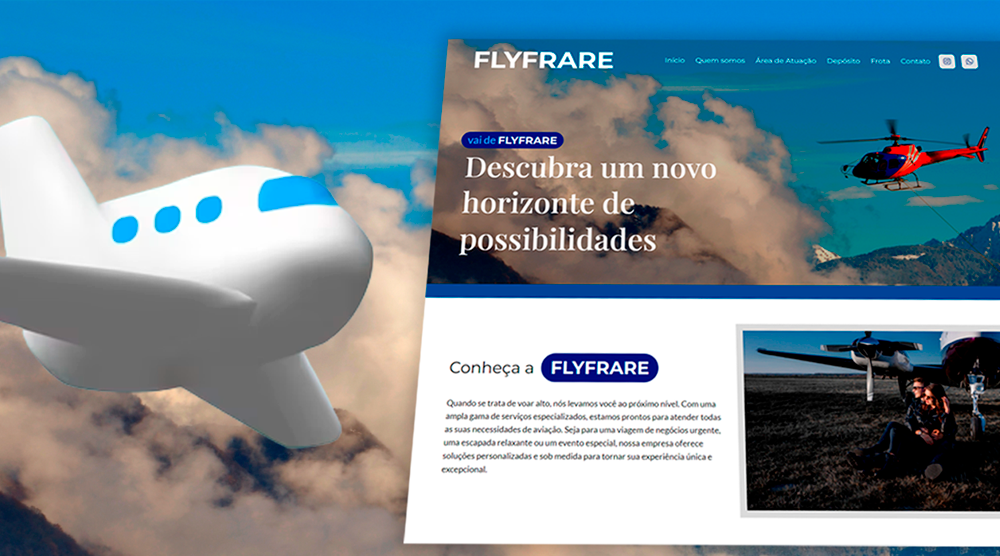 FLYFRARE
Início Quem somos Área de Atuação Depósito Frota Contato
vai de FLYFRARE
Descubra um novo
horizonte de
possibilidades
Conheça a FLYFRARE
Quando se trata de voar alto, nós levamos você ao próximo nível. Com uma
ampla gama de serviços especializados, estamos prontos para atender todas
as suas necessidades de aviação. Seja para uma viagem de negócios urgente,
uma escapada relaxante ou um evento especial, nossa empresa oferece
soluções personalizadas e sob medida para tornar sua experiência única e
excepcional.